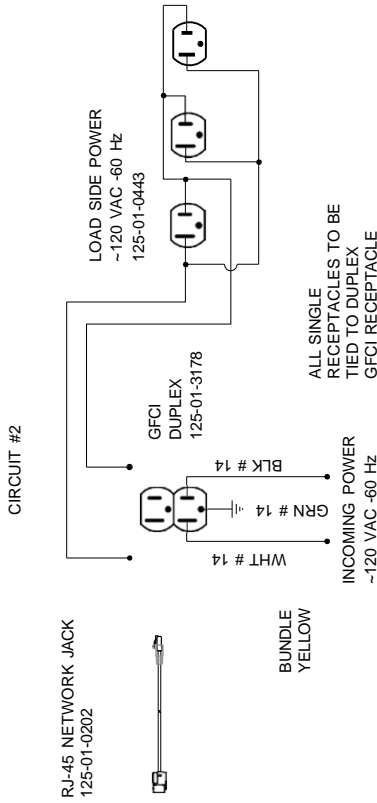 CIRCUIT #2
RJ-45 NETWORK JACK
125-01-0202
GFCI
DUPLEX
125-01-3178
LOAD SIDE POWER
~120 VAC -60 Hz
125-01-0443
WHT # 14
GRN # 14
BLK # 14
BUNDLE
YELLOW
INCOMING POWER
~120 VAC -60 Hz
ALL SINGLE
RECEPTACLES TO BE
TIED TO DUPLEX
GFCI RECEPTACLE